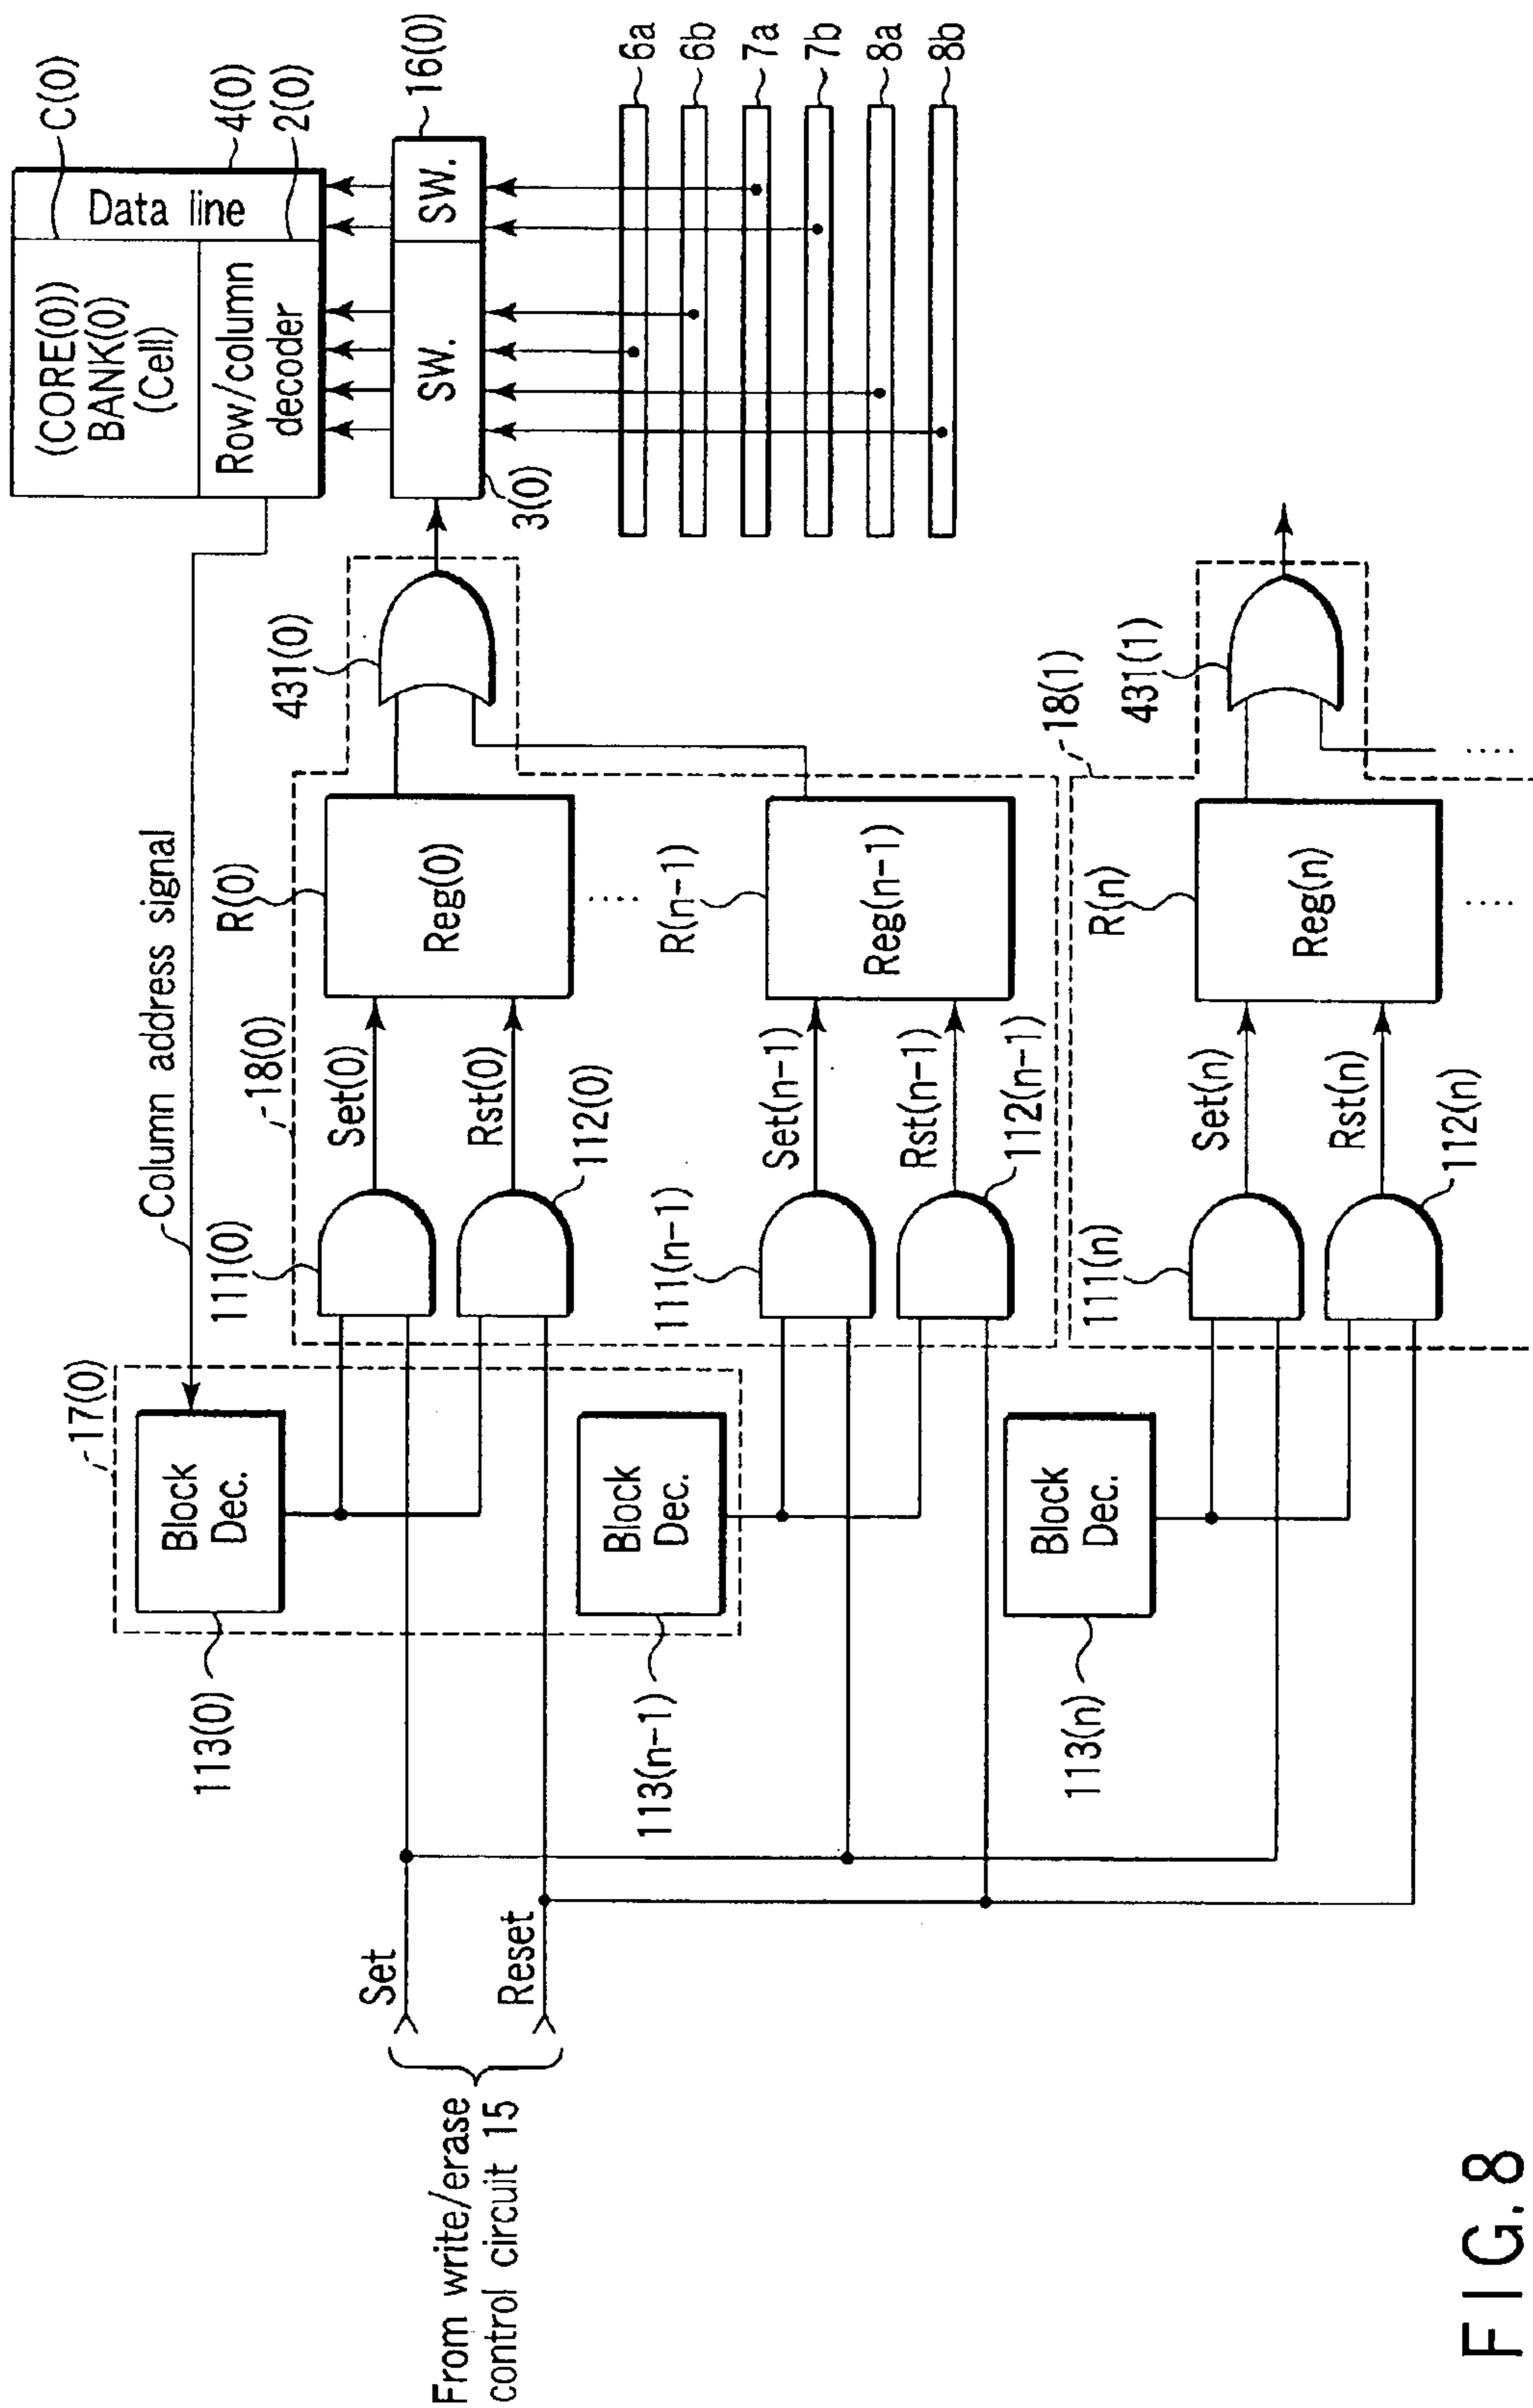 From write/erase
control circuit 15
Set
Reset
113(0)
17(0)
Block
Dec.
113(n-1)
Block
Dec.
113(n)
Block
Dec.
Column address signal
18(0)
111(0)
Set(0)
Rst(0)
112(0)
R(0)
Reg(0)
....
111(n-1)
Set(n-1)
Rst(n-1)
112(n-1)
R(n-1)
Reg(n-1)
18(1)
111(n)
Set(n)
Rst(n)
112(n)
R(n)
Reg(n)
....
431(0)
431(1)
....
(CORE(0))
BANK(0)
(Cell)
Row/column
decoder
Data line
C(0)
4(0)
2(0)
SW.
SW.
16(0)
3(0)
6a
6b
7a
7b
8a
8b
FIG. 8